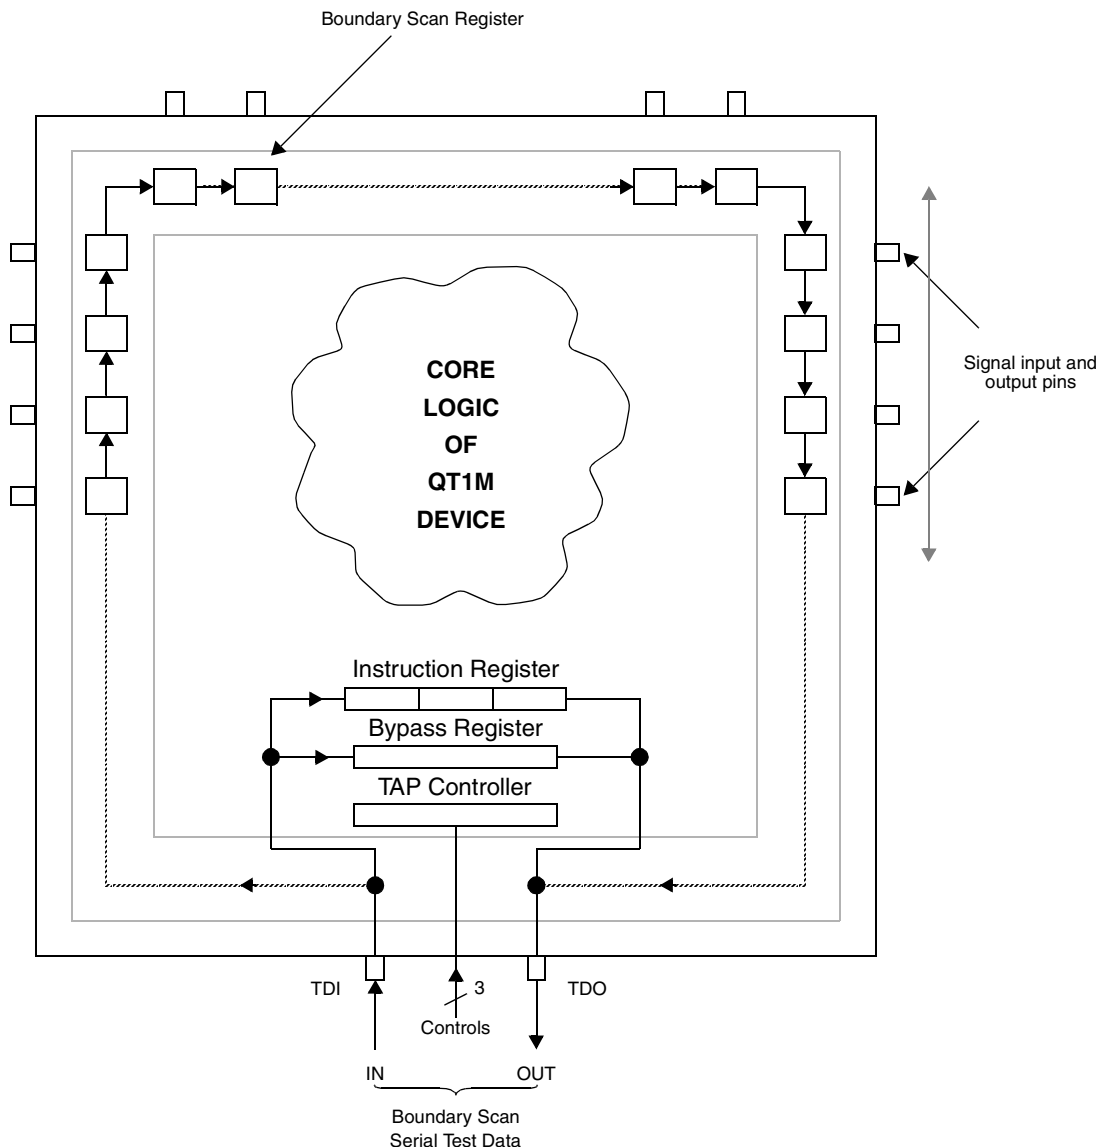 Boundary Scan Register
CORE
LOGIC
OF
QT1M
DEVICE
Signal input and
output pins
Instruction Register
Bypass Register
TAP Controller
TDI
3
TDO
Controls
IN
OUT
Boundary Scan
Serial Test Data